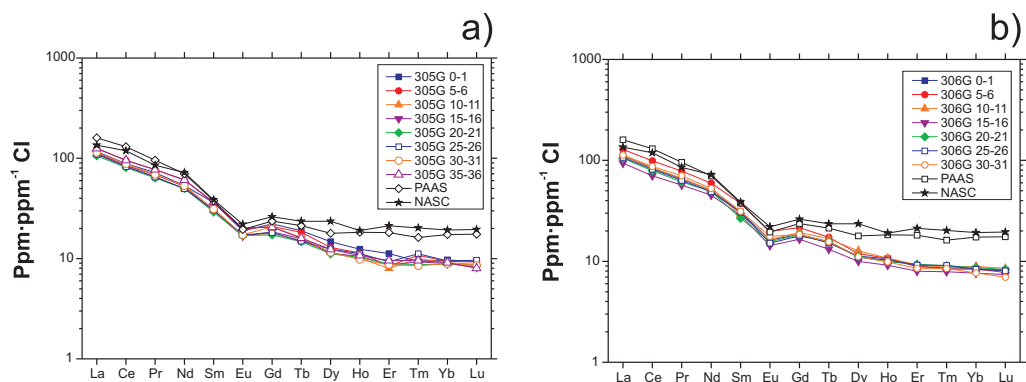 a)
Ppm·ppm⁻¹ CI
1000
100
10
1
La Ce Pr Nd Sm Eu Gd Tb Dy Ho Er Tm Yb Lu
305G 0-1
305G 5-6
305G 10-11
305G 15-16
305G 20-21
305G 25-26
305G 30-31
305G 35-36
PAAS
NASC
b)
Ppm·ppm⁻¹ CI
1000
100
10
1
La Ce Pr Nd Sm Eu Gd Tb Dy Ho Er Tm Yb Lu
306G 0-1
306G 5-6
306G 10-11
306G 15-16
306G 20-21
306G 25-26
306G 30-31
PAAS
NASC